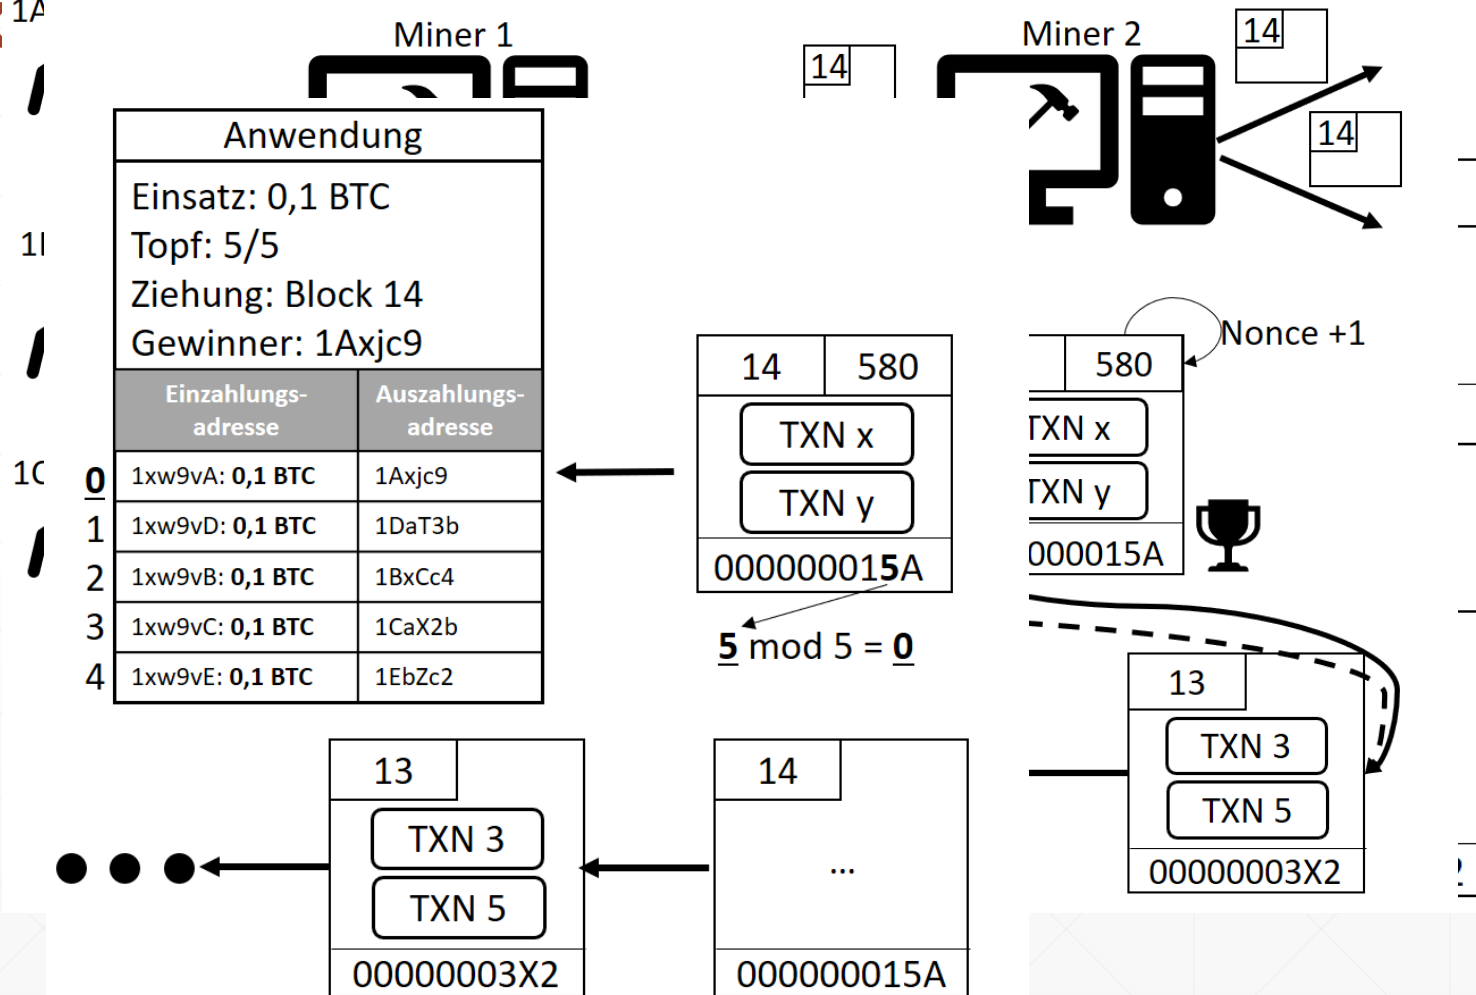 1A
Miner 1
14
Miner 2
14
14
Anwendung
Einsatz: 0,1 BTC
Topf: 5/5
Ziehung: Block 14
Gewinner: 1Axjc9
Einzahlungs-
adresse
Auszahlungs-
adresse
0 1xw9vA: 0,1 BTC 1Axjc9
1 1xw9vD: 0,1 BTC 1DaT3b
2 1xw9vB: 0,1 BTC 1BxCc4
3 1xw9vC: 0,1 BTC 1CaX2b
4 1xw9vE: 0,1 BTC 1EbZc2
14 580
TXN x
TXN y
000000015A
5 mod 5 = 0
Nonce +1
580
TXN x
TXN y
000015A
13
TXN 3
TXN 5
00000003X2
13
TXN 3
TXN 5
00000003X2
14
...
000000015A